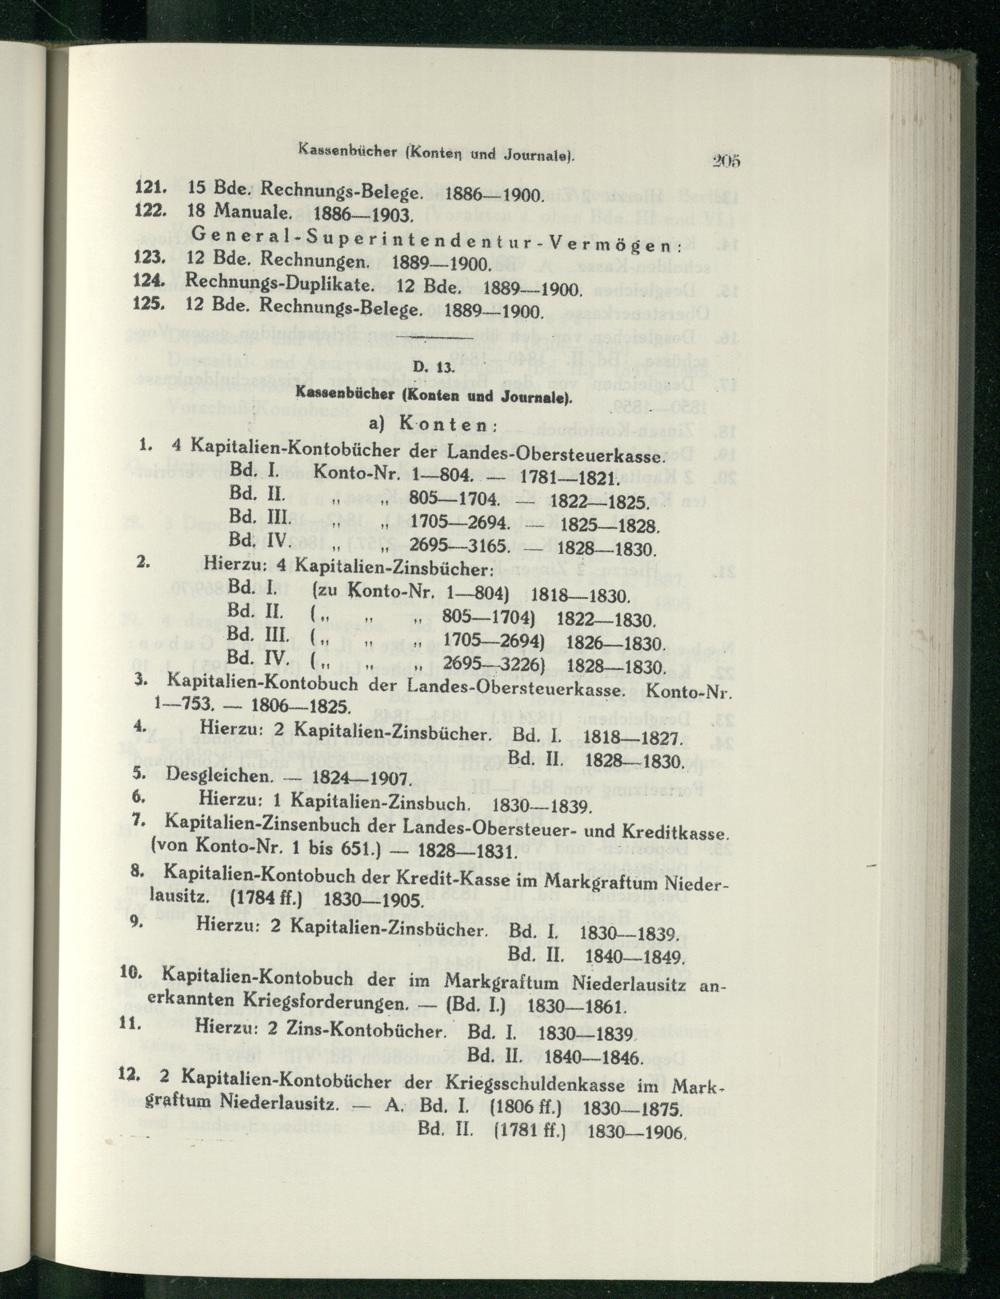 Kassenbücher (Konten und Journale). 205
121. 15 Bde. Rechnungs-Belege. 1886—1900.
122. 18 Manuale. 1886—1903.
General-Superintendentur-Vermögen:
123. 12 Bde. Rechnungen. 1889—1900.
124. Rechnungs-Duplikate. 12 Bde. 1889—1900.
125. 12 Bde. Rechnungs-Belege. 1889—1900.
D. 13.
Kassenbücher (Konten und Journale).
a) Konten:
1. 4 Kapitalien-Kontobücher der Landes-Obersteuerkasse.
Bd. I. Konto-Nr. 1—804. — 1781—1821.
Bd. II. „ „ 805—1704. — 1822—1825.
Bd. III. „ „ 1705—2694. — 1825—1828.
Bd. IV. „ „ 2695—3165. — 1828—1830.
2. Hierzu: 4 Kapitalien-Zinsbücher:
Bd. I. (zu Konto-Nr. 1—804) 1818—1830.
Bd. II. („ „ „ 805—1704) 1822—1830.
Bd. III. („ „ „ 1705—2694) 1826—1830.
Bd. IV. („ „ „ 2695—3226) 1828—1830.
3. Kapitalien-Kontobuch der Landes-Obersteuerkasse. Konto-Nr.
1—753. — 1806—1825.
4. Hierzu: 2 Kapitalien-Zinsbücher. Bd. I. 1818—1827.
Bd. II. 1828—1830.
5. Desgleichen. — 1824—1907.
6. Hierzu: 1 Kapitalien-Zinsbuch. 1830—1839.
7. Kapitalien-Zinsenbuch der Landes-Obersteuer- und Kreditkasse.
(von Konto-Nr. 1 bis 651.) — 1828—1831.
8. Kapitalien-Kontobuch der Kredit-Kasse im Markgraftum Nieder-
lausitz. (1784 ff.) 1830—1905.
9. Hierzu: 2 Kapitalien-Zinsbücher. Bd. I. 1830—1839.
Bd. II. 1840—1849.
10. Kapitalien-Kontobuch der im Markgraftum Niederlausitz an-
erkannten Kriegsforderungen. — (Bd. I.) 1830—1861.
11. Hierzu: 2 Zins-Kontobücher. Bd. I. 1830—1839
Bd. II. 1840—1846.
12. 2 Kapitalien-Kontobücher der Kriegsschuldenkasse im Mark-
graftum Niederlausitz. — A. Bd. I. (1806 ff.) 1830—1875.
Bd. II. (1781 ff.) 1830—1906.